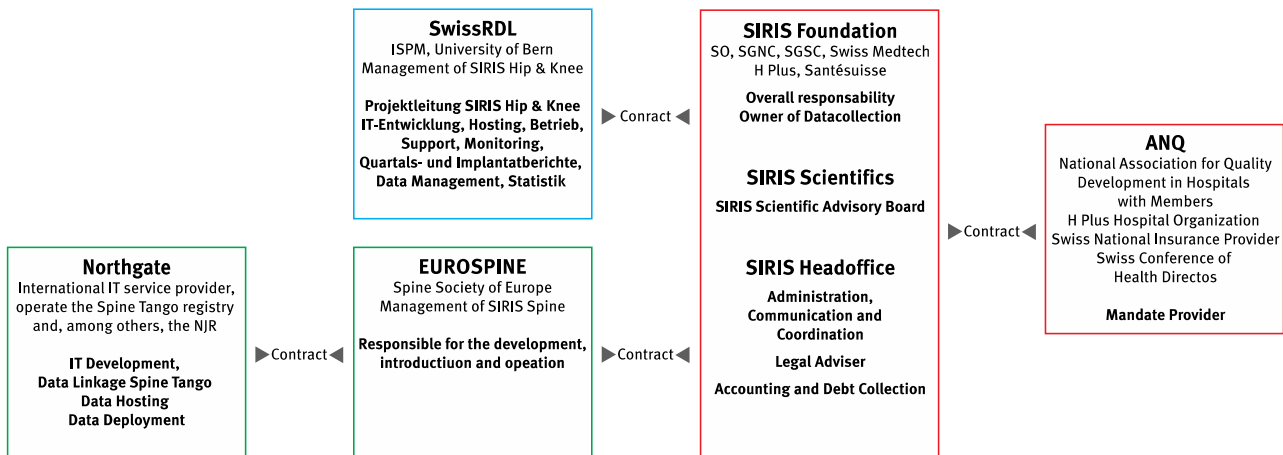 SwissRDL
ISPM, University of Bern
Management of SIRIS Hip & Knee
Projektleitung SIRIS Hip & Knee
IT-Entwicklung, Hosting, Betrieb,
Support, Monitoring,
Quartals- und Implantatberichte,
Data Management, Statistik
Conract
SIRIS Foundation
SO, SGNC, SGSC, Swiss Medtech
H Plus, Santésuisse
Overall responsability
Owner of Datacollection
SIRIS Scientifics
SIRIS Scientific Advisory Board
SIRIS Headoffice
Administration,
Communication and
Coordination
Legal Adviser
Accounting and Debt Collection
Contract
ANQ
National Association for Quality
Development in Hospitals
with Members
H Plus Hospital Organization
Swiss National Insurance Provider
Swiss Conference of
Health Directos
Mandate Provider
Northgate
International IT service provider,
operate the Spine Tango registry
and, among others, the NJR
IT Development,
Data Linkage Spine Tango
Data Hosting
Data Deployment
Contract
EUROSPINE
Spine Society of Europe
Management of SIRIS Spine
Responsible for the development,
introductiuon and opeation
Contract